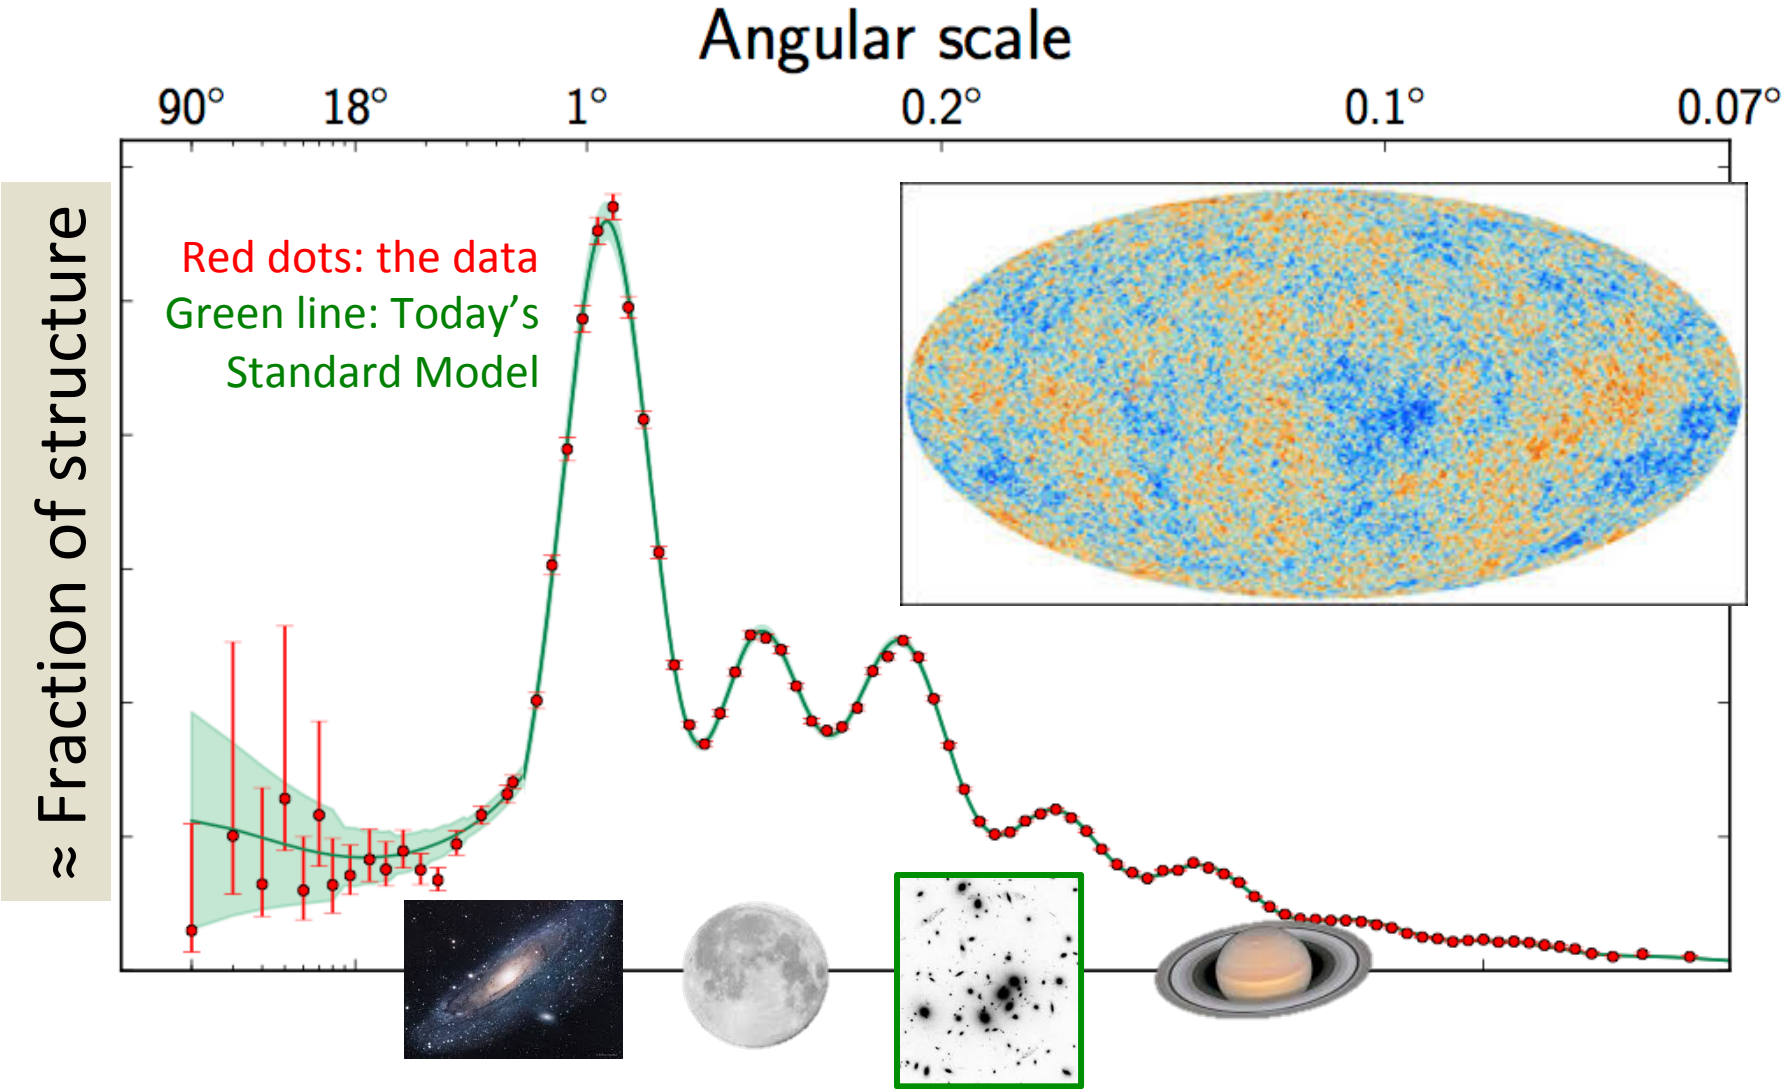 Angular scale
90° 18° 1° 0.2° 0.1° 0.07°
≈ Fraction of structure
Red dots: the data
Green line: Today's
Standard Model